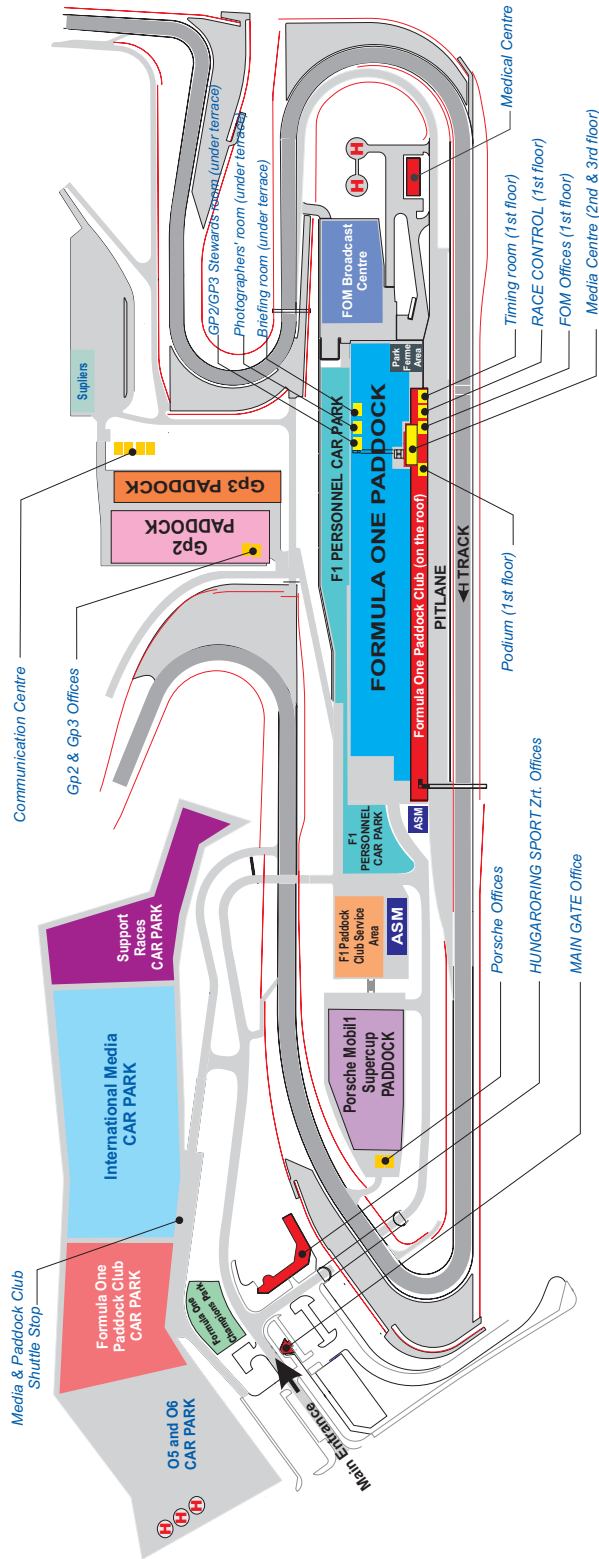 Media & Paddock Club
Shuttle Stop
Communication Centre
Gp2 & Gp3 Offices
O5 and O6
CAR PARK
H
H
H
Formula One
Paddock Club
CAR PARK
International Media
CAR PARK
Support
Races
CAR PARK
Formula One
Champions Park
Main Entrance
Gp2
PADDOCK
Gp3 PADDOCK
Supliers
GP2/GP3 Stewards room (under terrace)
Photographers' room (under terrace)
Briefing room (under terrace)
Porsche Mobil1
Supercup
PADDOCK
F1 Paddock
Club Service
Area
ASM
F1
PERSONNEL
CAR PARK
ASM
F1 PERSONNEL CAR PARK
FORMULA ONE PADDOCK
Formula One Paddock Club (on the roof)
Park
Ferme
Area
FOM Broadcast
Centre
H
H
PITLANE
TRACK
Medical Centre
Timing room (1st floor)
RACE CONTROL (1st floor)
FOM Offices (1st floor)
Media Centre (2nd & 3rd floor)
Podium (1st floor)
Porsche Offices
HUNGARORING SPORT Zrt. Offices
MAIN GATE Office